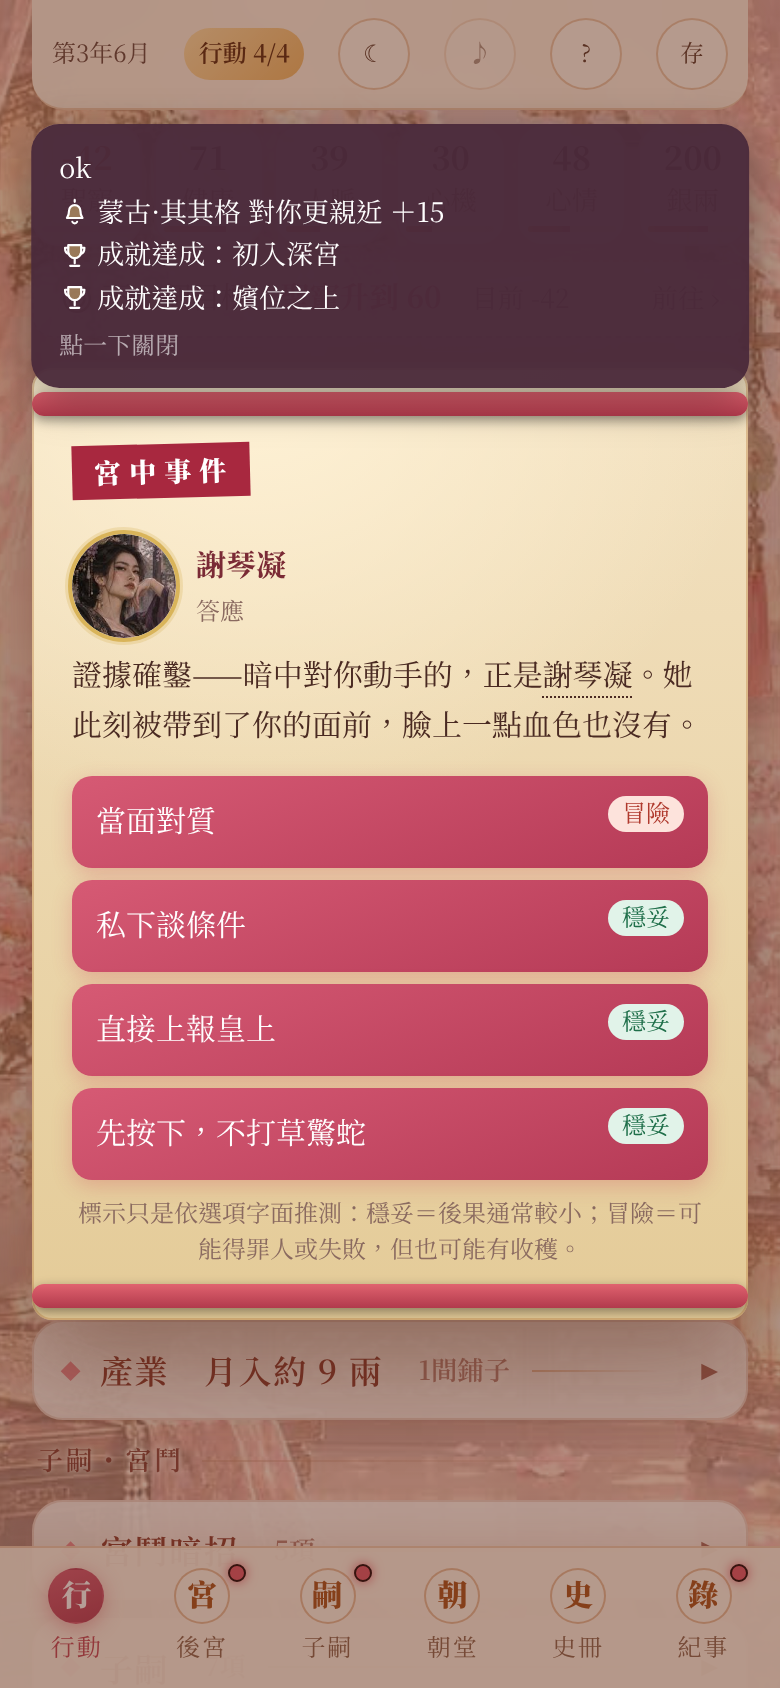 第3年6月 行動 4/4 ☾ ♪ ? 存
ok
蒙古·其其格 對你更親近 +15
成就達成：初入深宮
成就達成：嬪位之上
點一下關閉
宮中事件
謝琴凝
答應
證據確鑿——暗中對你動手的，正是謝琴凝。她
此刻被帶到了你的面前，臉上一點血色也沒有。
當面對質 冒險
私下談條件 穩妥
直接上報皇上 穩妥
先按下，不打草驚蛇 穩妥
標示只是依選項字面推測：穩妥＝後果通常較小；冒險＝可
能得罪人或失敗，但也可能有收穫。
產業 月入約 9 兩 1間鋪子
子嗣・宮鬥
宮鬥暗招 5項
行 宮 嗣 朝 史 錄
行動 後宮 子嗣 朝堂 史冊 紀事